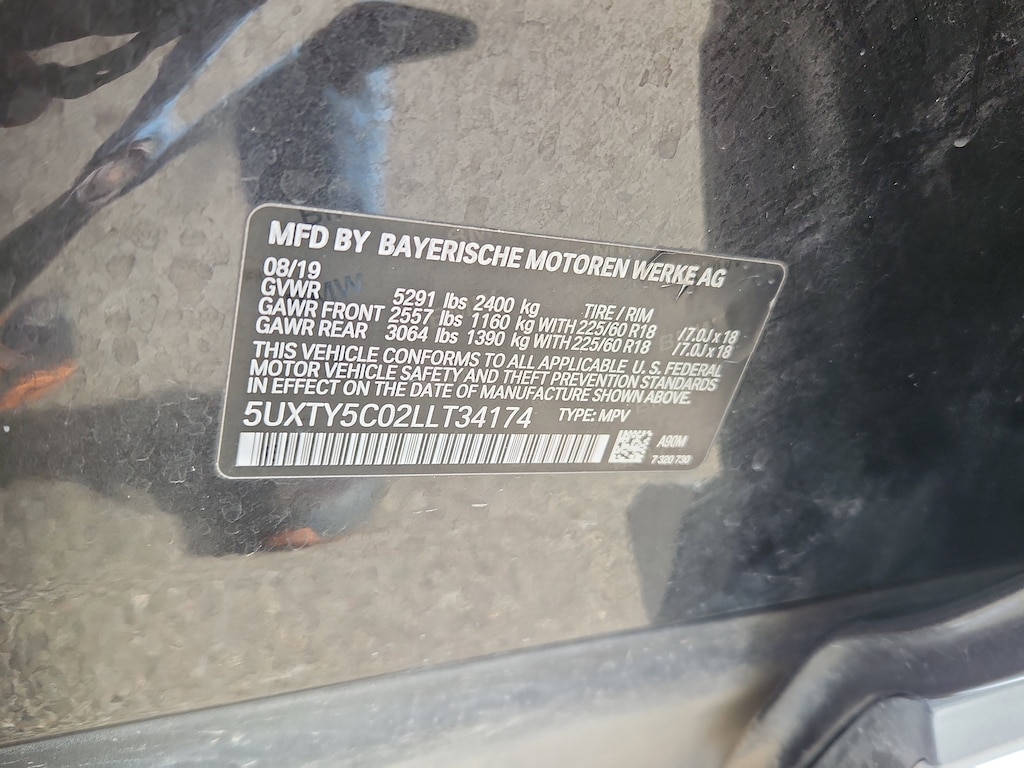 MFD BY BAYERISCHE MOTOREN WERKE AG
08/19
GVWR 5291 lbs 2400 kg TIRE / RIM
GAWR FRONT 2557 lbs 1160 kg WITH 225/60 R18 / 7.0J x 18
GAWR REAR 3064 lbs 1390 kg WITH 225/60 R18 / 7.0J x 18
THIS VEHICLE CONFORMS TO ALL APPLICABLE U. S. FEDERAL
MOTOR VEHICLE SAFETY AND THEFT PREVENTION STANDARDS
IN EFFECT ON THE DATE OF MANUFACTURE SHOWN ABOVE.
5UXTY5C02LLT34174 TYPE: MPV
A90M
7 320 730